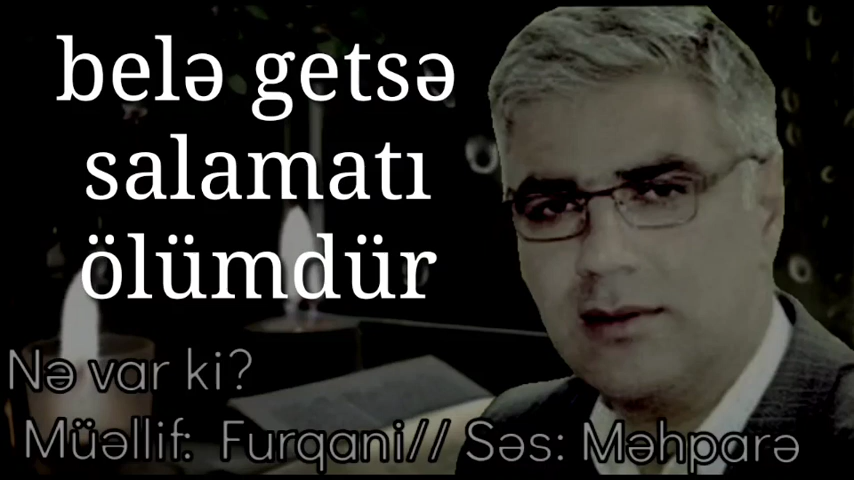 belə getsə
salamatı
ölümdür
Nə var ki?
Müəllif: Furqani// Səs: Məhparə